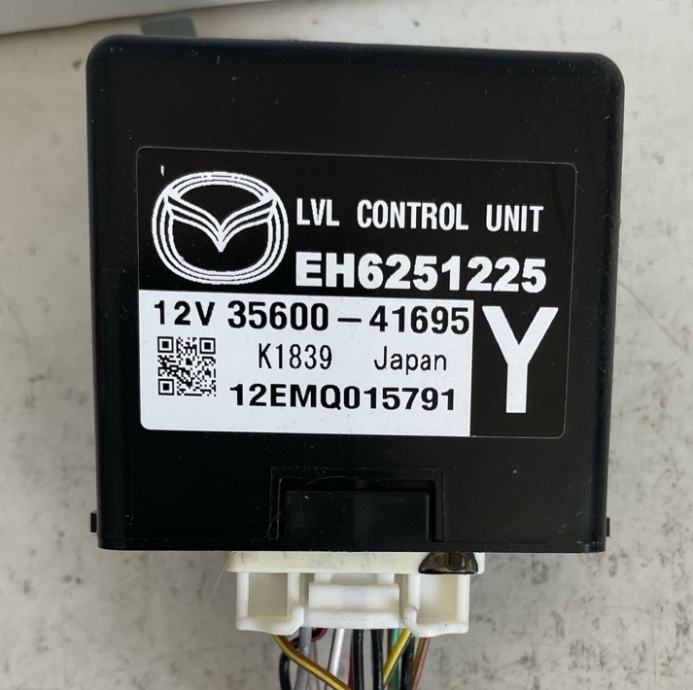 LVL CONTROL UNIT
EH6251225
12V 35600-41695
K1839 Japan
12EMQ015791
Y